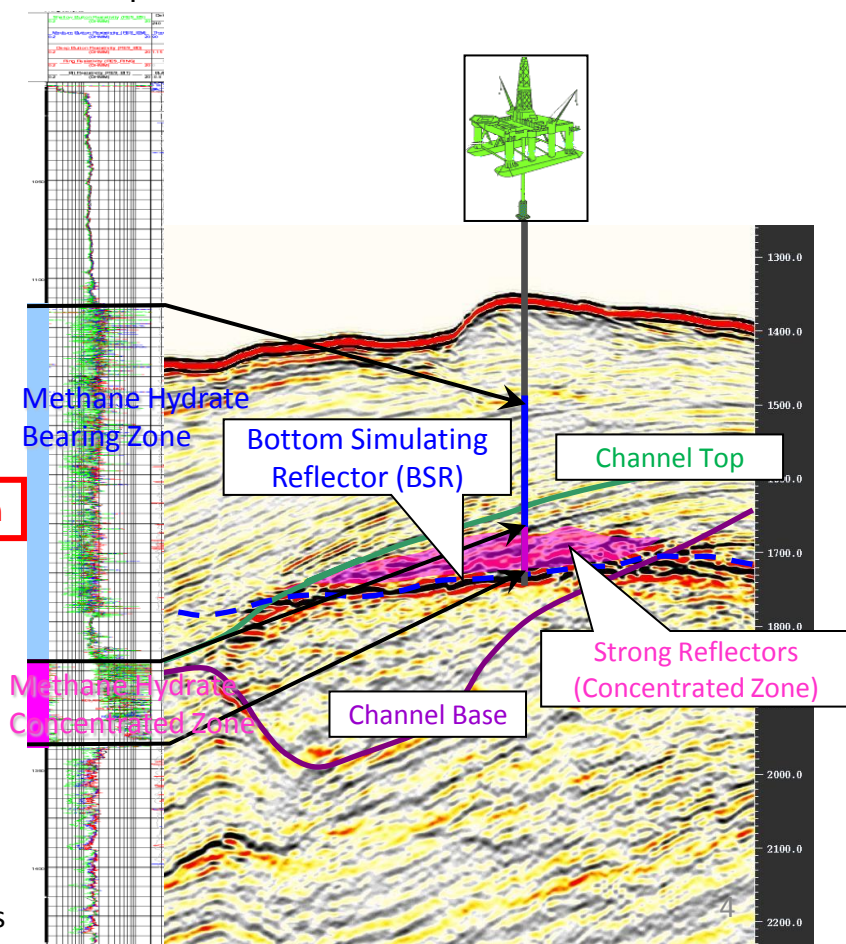 Methane Hydrate
Bearing Zone
Bottom Simulating
Reflector (BSR)
Channel Top
Strong Reflectors
(Concentrated Zone)
Methane Hydrate
Concentrated Zone
Channel Base
1300.0
1400.0
1500.0
1700.0
1800.0
2000.0
2100.0
2200.0
4
s